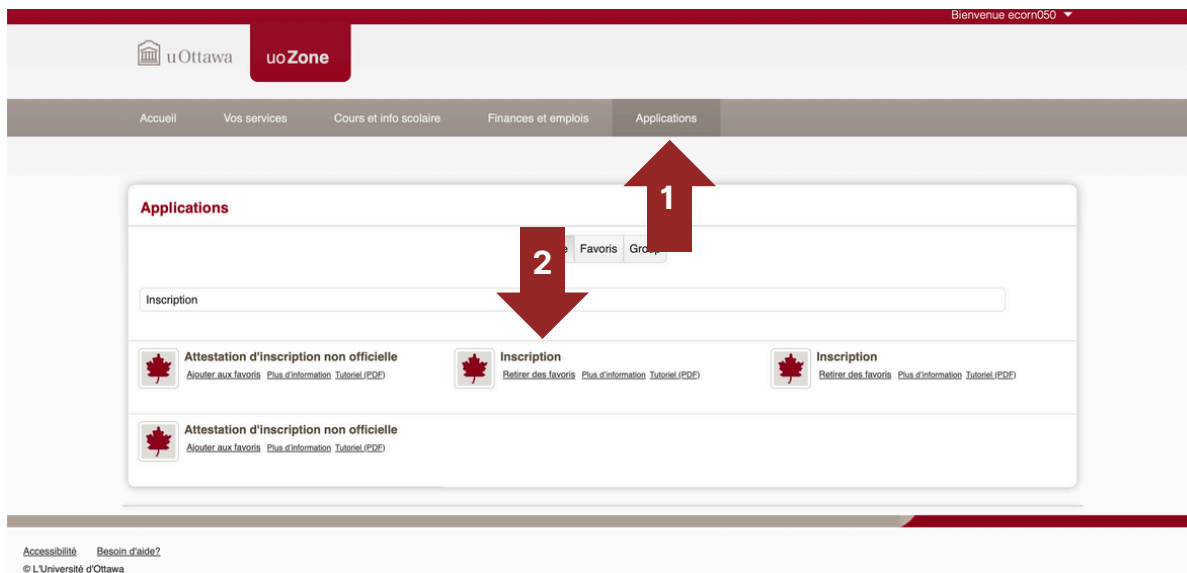 Bienvenue ecorn050
uOttawa
uoZone
Accueil Vos services Cours et info scolaire Finances et emplois Applications
1
Applications
Favoris
2
Inscription
Attestation d'inscription non officielle
Ajouter aux favoris Plus d'information Tutoriel (PDF)
Inscription
Retirer des favoris Plus d'information Tutoriel (PDF)
Inscription
Retirer des favoris Plus d'information Tutoriel (PDF)
Attestation d'inscription non officielle
Ajouter aux favoris Plus d'information Tutoriel (PDF)
Accessibilité Besoin d'aide?
© L'Université d'Ottawa